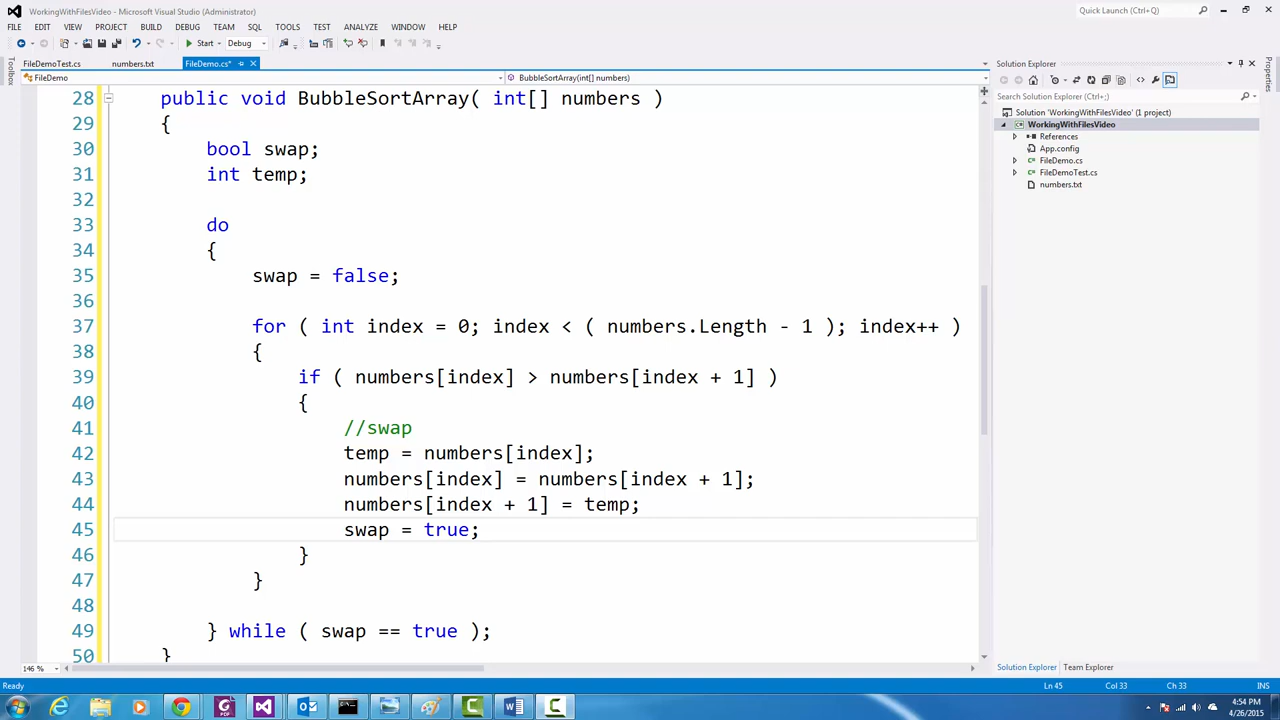 WorkingWithFilesVideo - Microsoft Visual Studio (Administrator)
Quick Launch (Ctrl+Q)
FILE EDIT VIEW PROJECT BUILD DEBUG TEAM SQL TOOLS TEST ANALYZE WINDOW HELP
Start Debug
FileDemoTest.cs numbers.txt FileDemo.cs*
FileDemo BubbleSortArray(int[] numbers)
Toolbox
28 public void BubbleSortArray( int[] numbers )
29 {
30 bool swap;
31 int temp;
32
33 do
34 {
35 swap = false;
36
37 for ( int index = 0; index < ( numbers.Length - 1 ); index++ )
38 {
39 if ( numbers[index] > numbers[index + 1] )
40 {
41 //swap
42 temp = numbers[index];
43 numbers[index] = numbers[index + 1];
44 numbers[index + 1] = temp;
45 swap = true;
46 }
47 }
48
49 } while ( swap == true );
50 }
146 %
Solution Explorer
Search Solution Explorer (Ctrl+;)
Solution 'WorkingWithFilesVideo' (1 project)
WorkingWithFilesVideo
References
App.config
FileDemo.cs
FileDemoTest.cs
numbers.txt
Properties
Solution Explorer Team Explorer
Ready Ln 45 Col 33 Ch 33 INS
4:54 PM
4/26/2015